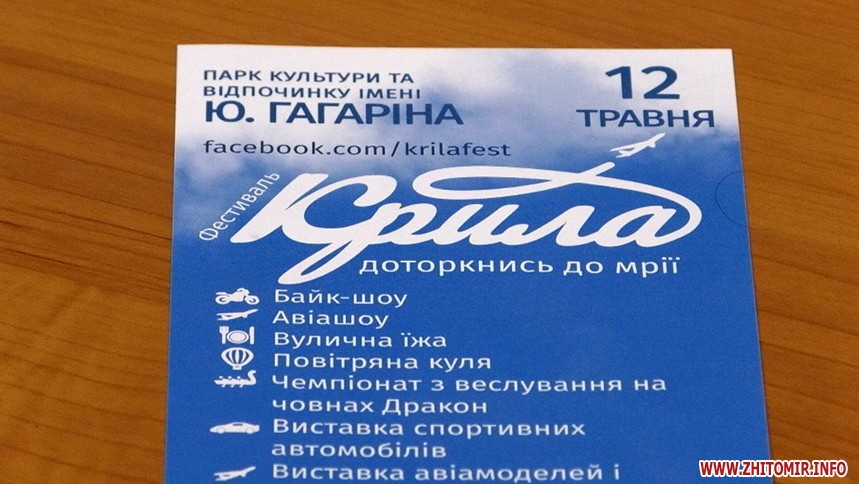 ПАРК КУЛЬТУРИ ТА
ВІДПОЧИНКУ ІМЕНІ
Ю. ГАГАРІНА
12
ТРАВНЯ
facebook.com/krilafest
Фестиваль
Крила
доторкнись до мрії
Байк-шоу
Авіашоу
Вулична їжа
Повітряна куля
Чемпіонат з веслування на
човнах Дракон
Виставка спортивних
автомобілів
Виставка авіамоделей і
WWW.ZHITOMIR.INFO